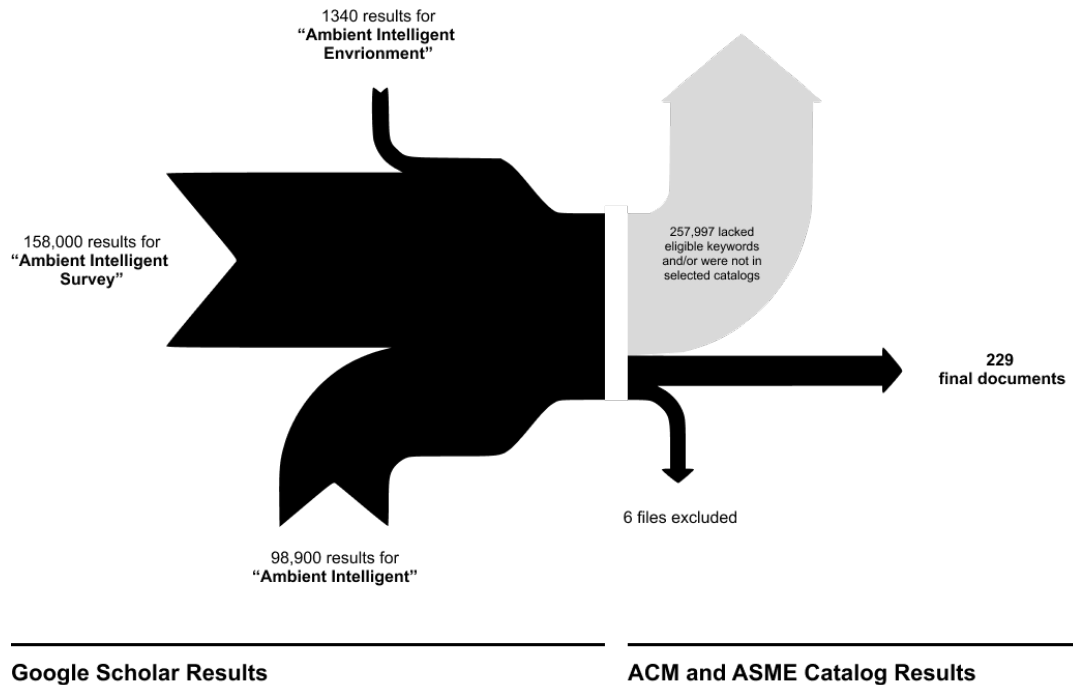 1340 results for
“Ambient Intelligent
Envrionment”
158,000 results for
“Ambient Intelligent
Survey”
257,997 lacked
eligible keywords
and/or were not in
selected catalogs
229
final documents
6 files excluded
98,900 results for
“Ambient Intelligent”
Google Scholar Results
ACM and ASME Catalog Results